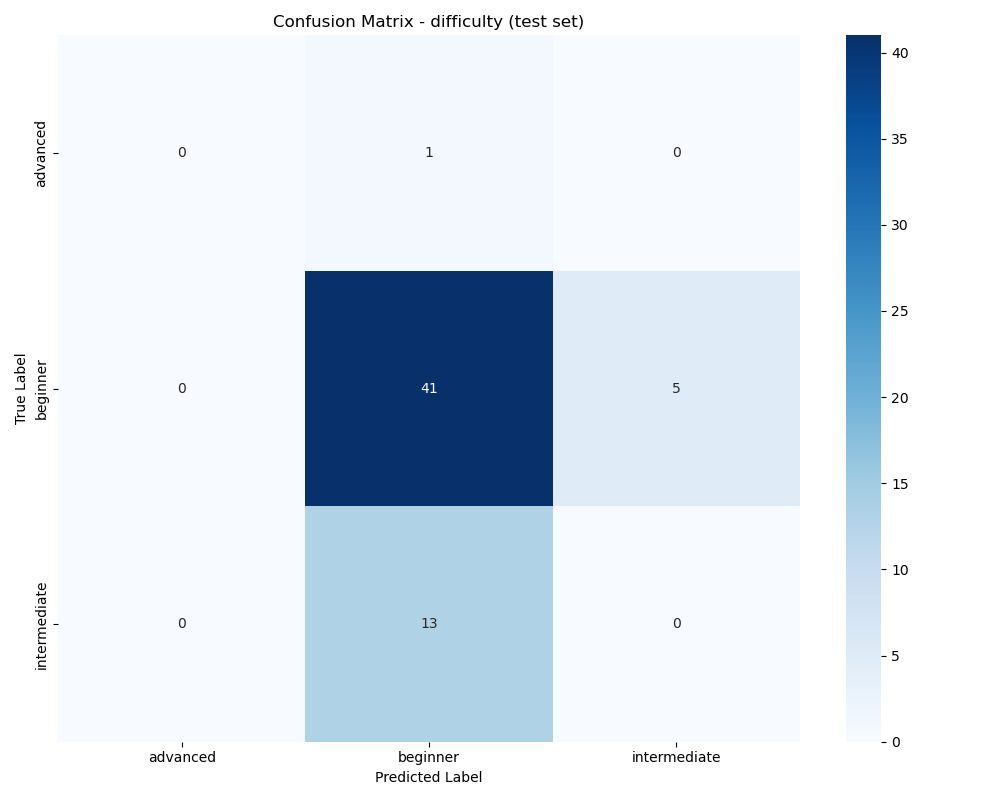 Confusion Matrix - difficulty (test set)
True Label
advanced
0 1 0
beginner
0 41 5
intermediate
0 13 0
advanced beginner intermediate
Predicted Label
40
35
30
25
20
15
10
5
0